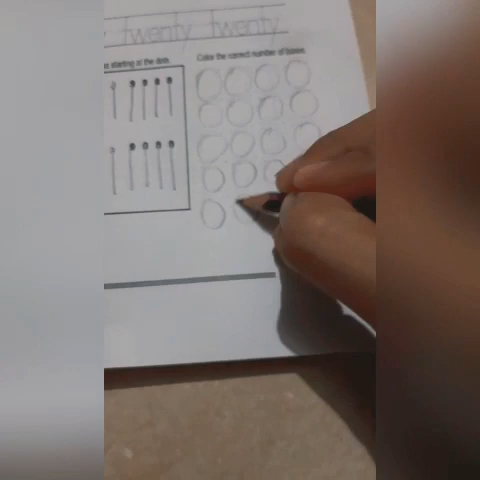 twenty twenty
starting at the dots.
Color the correct number of boxes.